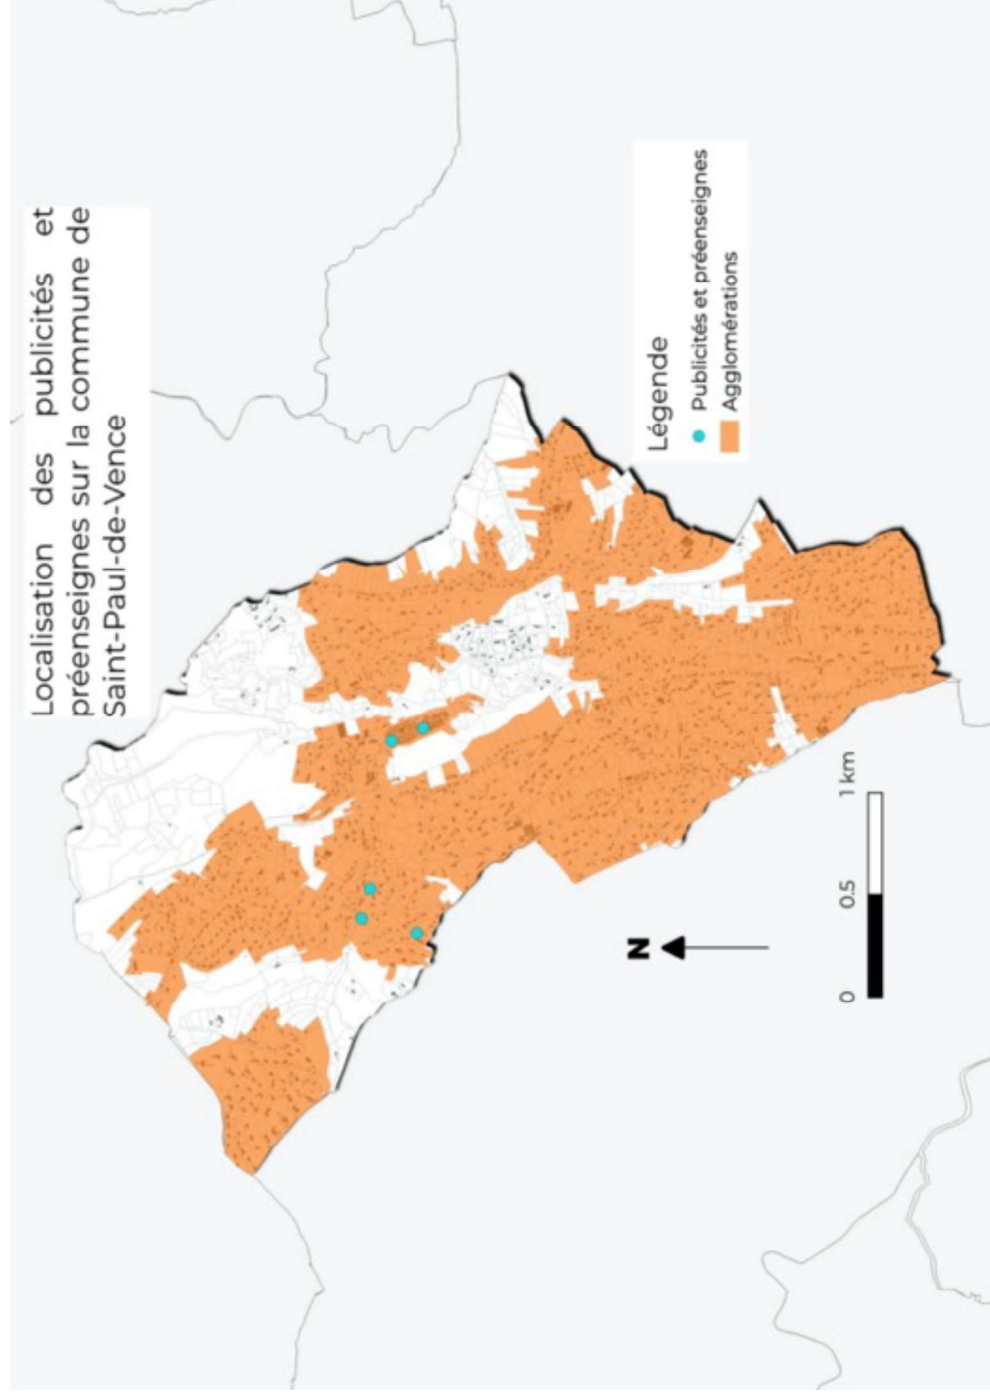 Localisation des publicités et
préenseignes sur la commune de
Saint-Paul-de-Vence
Légende
Publicités et préenseignes
Agglomérations
N
0 0.5 1 km